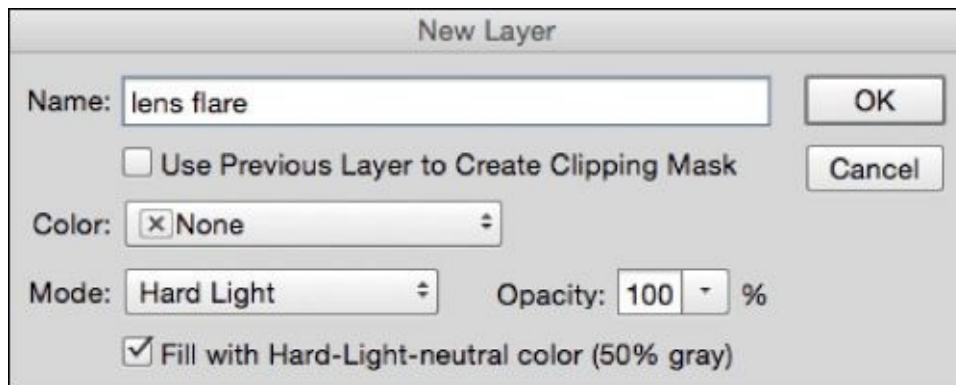 New Layer
Name: lens flare OK
Use Previous Layer to Create Clipping Mask Cancel
Color: None
Mode: Hard Light Opacity: 100 %
Fill with Hard-Light-neutral color (50% gray)